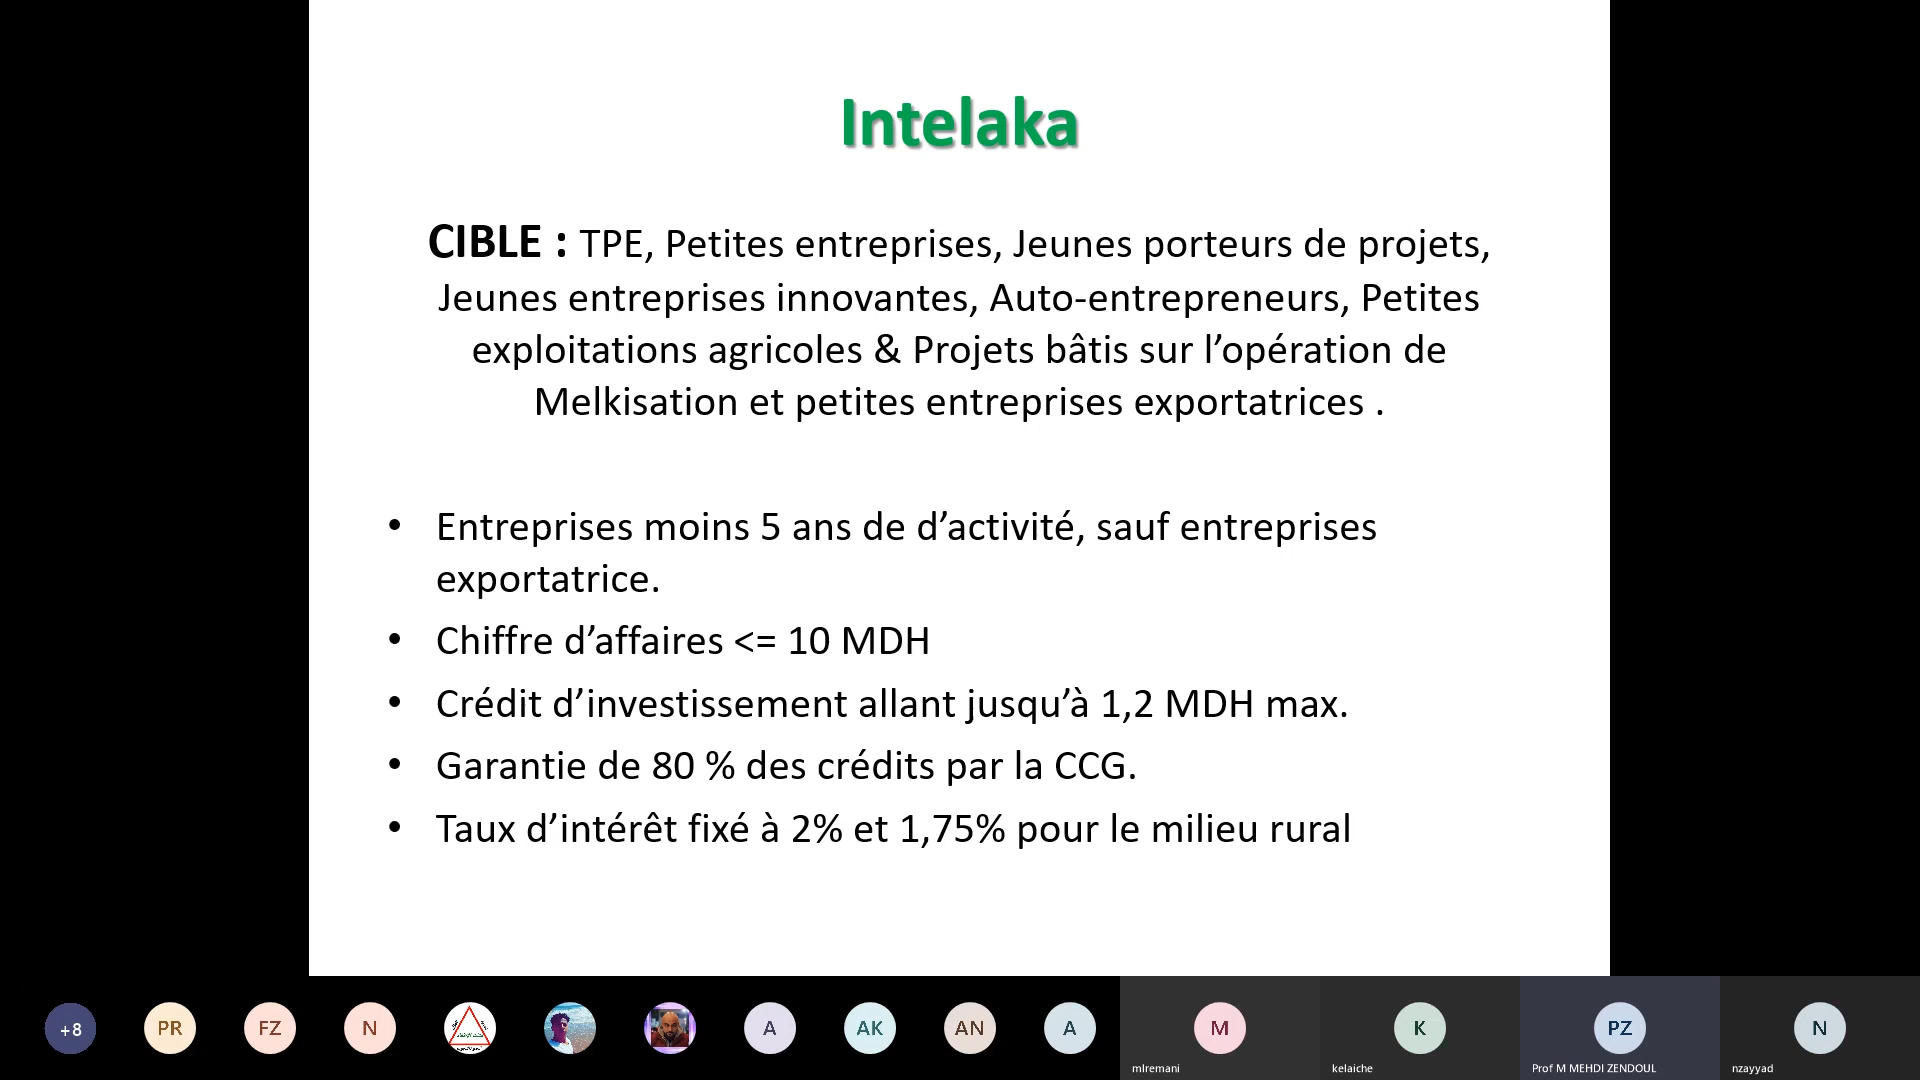 Intelaka
CIBLE : TPE, Petites entreprises, Jeunes porteurs de projets,
Jeunes entreprises innovantes, Auto-entrepreneurs, Petites
exploitations agricoles & Projets bâtis sur l’opération de
Melkisation et petites entreprises exportatrices .
• Entreprises moins 5 ans de d’activité, sauf entreprises
exportatrice.
• Chiffre d’affaires <= 10 MDH
• Crédit d’investissement allant jusqu’à 1,2 MDH max.
• Garantie de 80 % des crédits par la CCG.
• Taux d’intérêt fixé à 2% et 1,75% pour le milieu rural
+8
PR
FZ
N
A
AK
AN
A
M
K
PZ
N
mlremani
kelaiche
Prof M MEHDI ZENDOUL
nzayyad